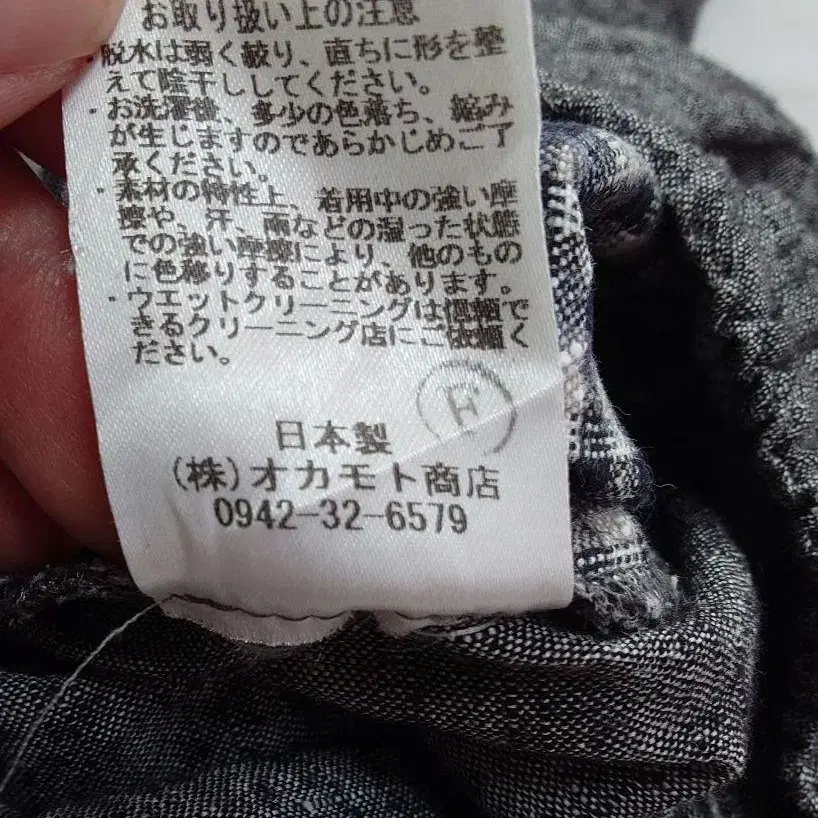 お取り扱い上の注意
・脱水は弱く絞り、直ちに形を整
えて陰干ししてください。
・お洗濯後、多少の色落ち、縮み
が生じますのであらかじめご了
承ください。
・素材の特性上、着用中の強い摩
擦や、汗、雨などの湿った状態
での強い摩擦により、他のもの
に色移りすることがあります。
・ウエットクリーニングは信頼で
きるクリーニング店にご依頼く
ださい。
F
日本製
(株)オカモト商店
0942-32-6579